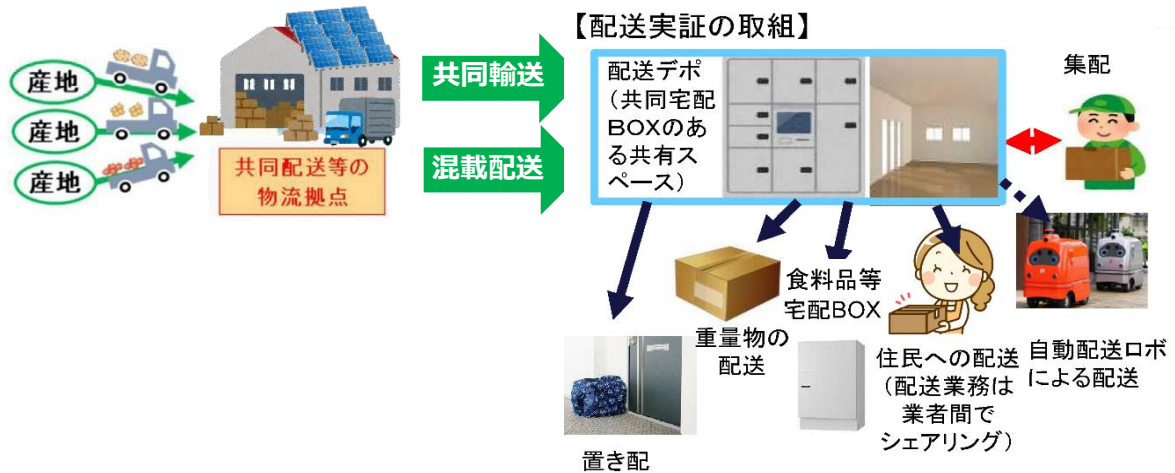 【配送実証の取組】
産地
産地
産地
共同配送等の
物流拠点
共同輸送
混載配送
配送デポ
(共同宅配
BOXのあ
る共有ス
ペース)
集配
置き配
重量物の
配送
食料品等
宅配BOX
住民への配送
(配送業務は
業者間で
シェアリング)
自動配送ロボ
による配送